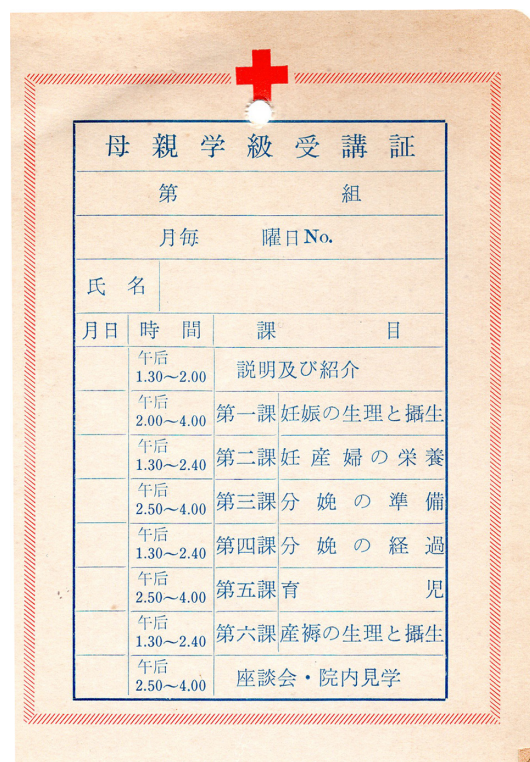 母親学級受講証
第 組
月毎 曜日No.
氏名
月日 時間 課目
午后 1.30〜2.00 説明及び紹介
午后 2.00〜4.00 第一課 妊娠の生理と攝生
午后 1.30〜2.40 第二課 妊産婦の栄養
午后 2.50〜4.00 第三課 分娩の準備
午后 1.30〜2.40 第四課 分娩の経過
午后 2.50〜4.00 第五課 育児
午后 1.30〜2.40 第六課 産褥の生理と攝生
午后 2.50〜4.00 座談会・院内見学